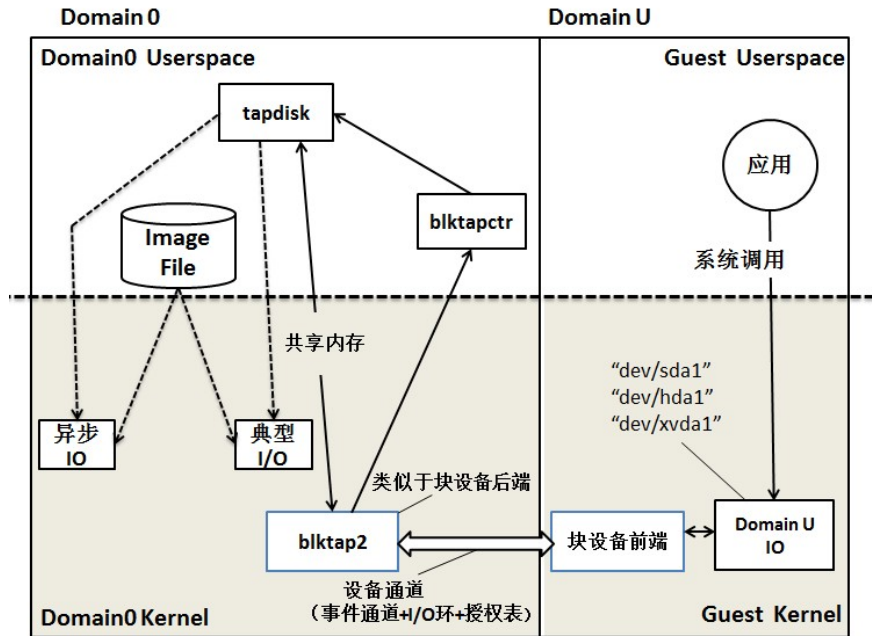 Domain 0
Domain U
Domain0 Userspace
Guest Userspace
tapdisk
应用
Image
File
blktapctr
系统调用
共享内存
“dev/sda1”
“dev/hda1”
“dev/xvda1”
异步
IO
典型
I/O
类似于块设备后端
blktap2
块设备前端
Domain U
IO
设备通道
（事件通道+I/O环+授权表）
Domain0 Kernel
Guest Kernel